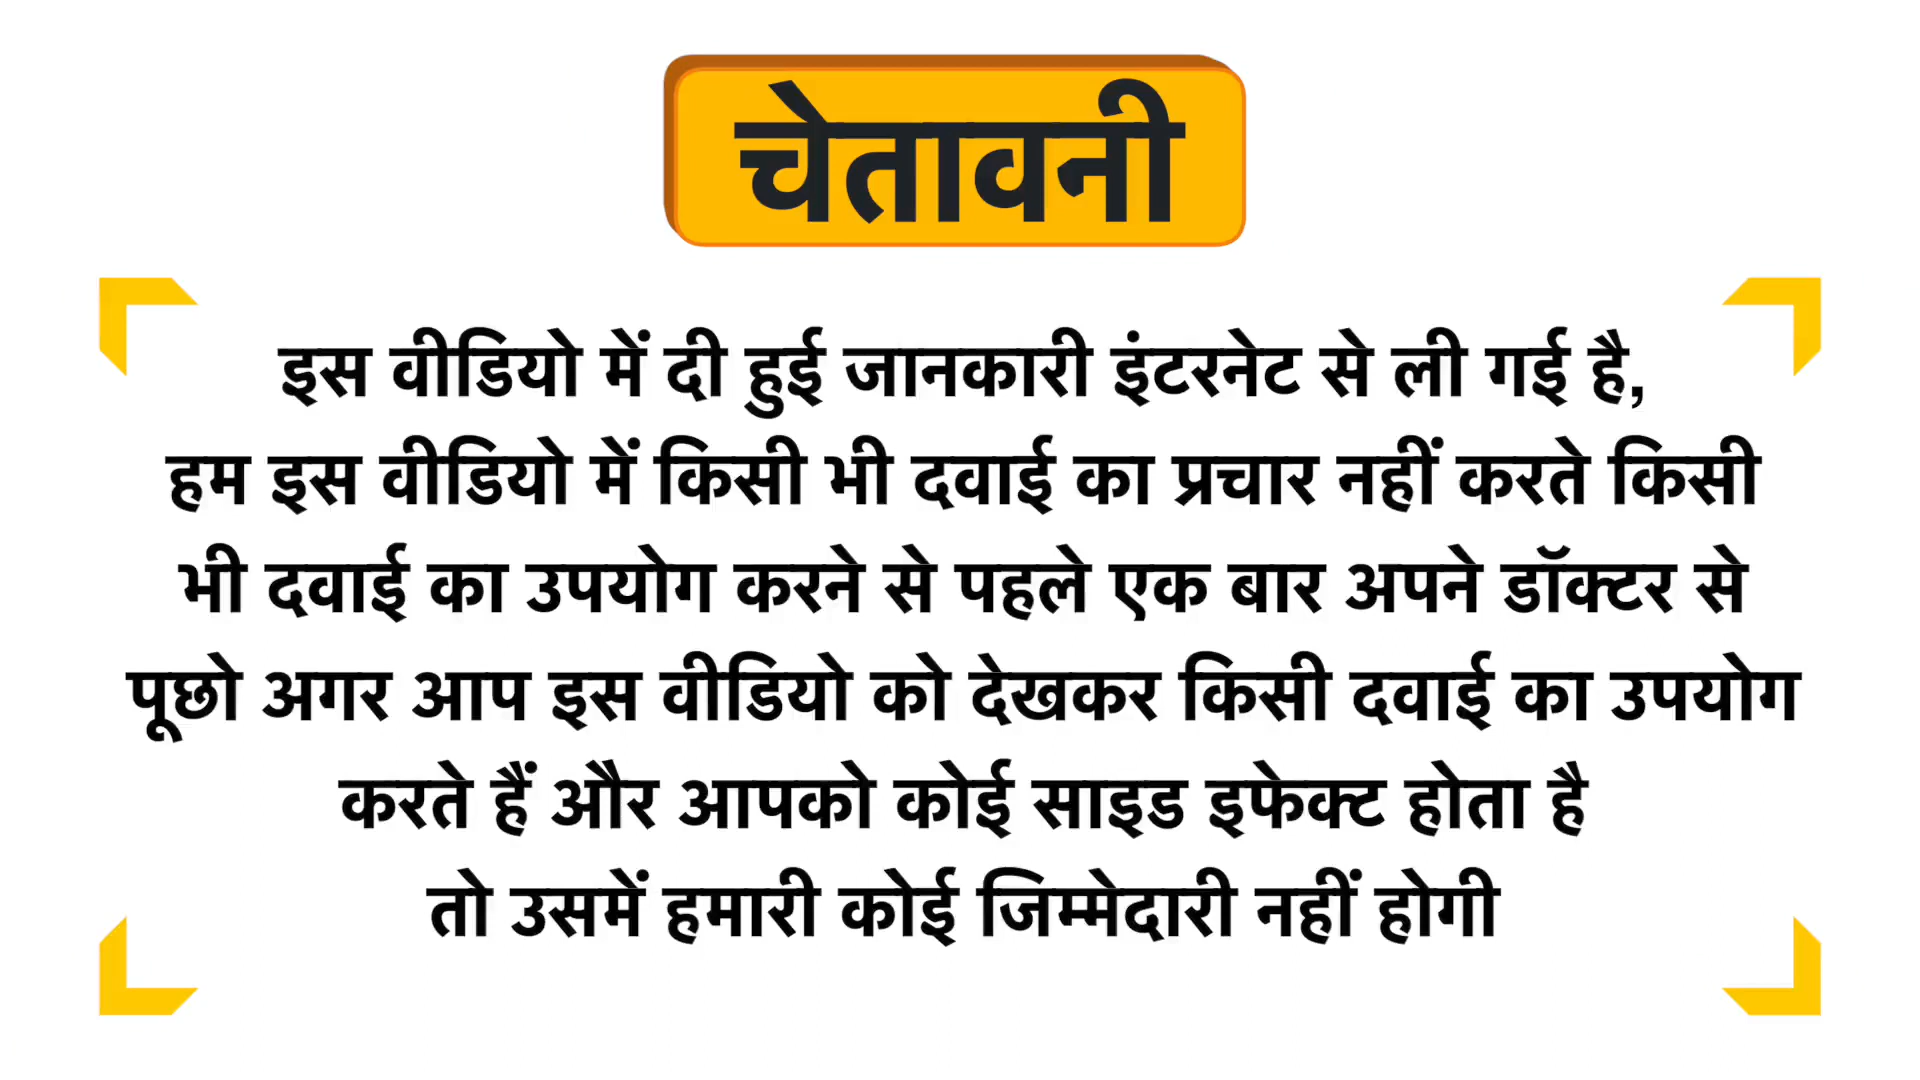 चेतावनी
इस वीडियो में दी हुई जानकारी इंटरनेट से ली गई है,
हम इस वीडियो में किसी भी दवाई का प्रचार नहीं करते किसी
भी दवाई का उपयोग करने से पहले एक बार अपने डॉक्टर से
पूछो अगर आप इस वीडियो को देखकर किसी दवाई का उपयोग
करते हैं और आपको कोई साइड इफेक्ट होता है
तो उसमें हमारी कोई जिम्मेदारी नहीं होगी